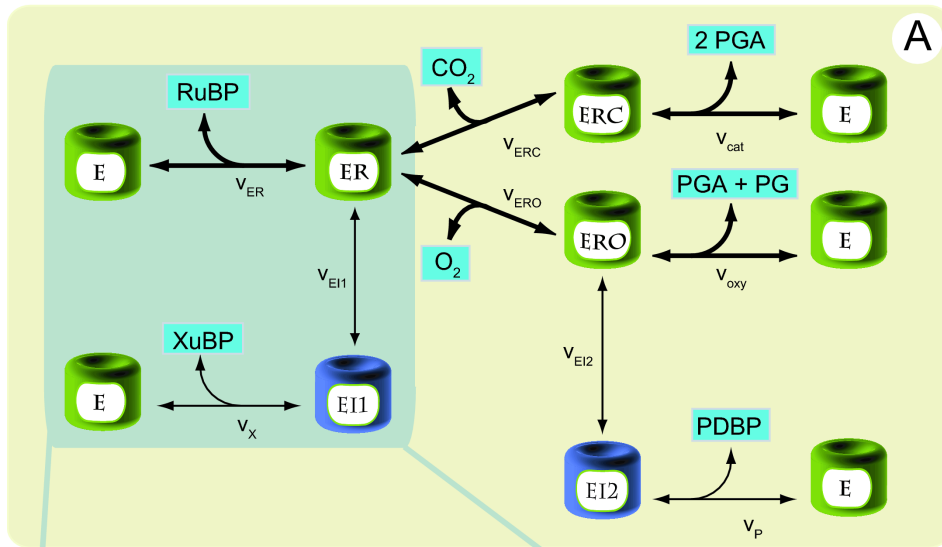 A
2 PGA
CO2
RuBP
ERC
E
vcat
vERC
E
ER
vER
vERO
PGA + PG
ERO
E
O2
voxy
vEI1
XuBP
vEI2
E
EI1
vX
PDBP
EI2
E
vP